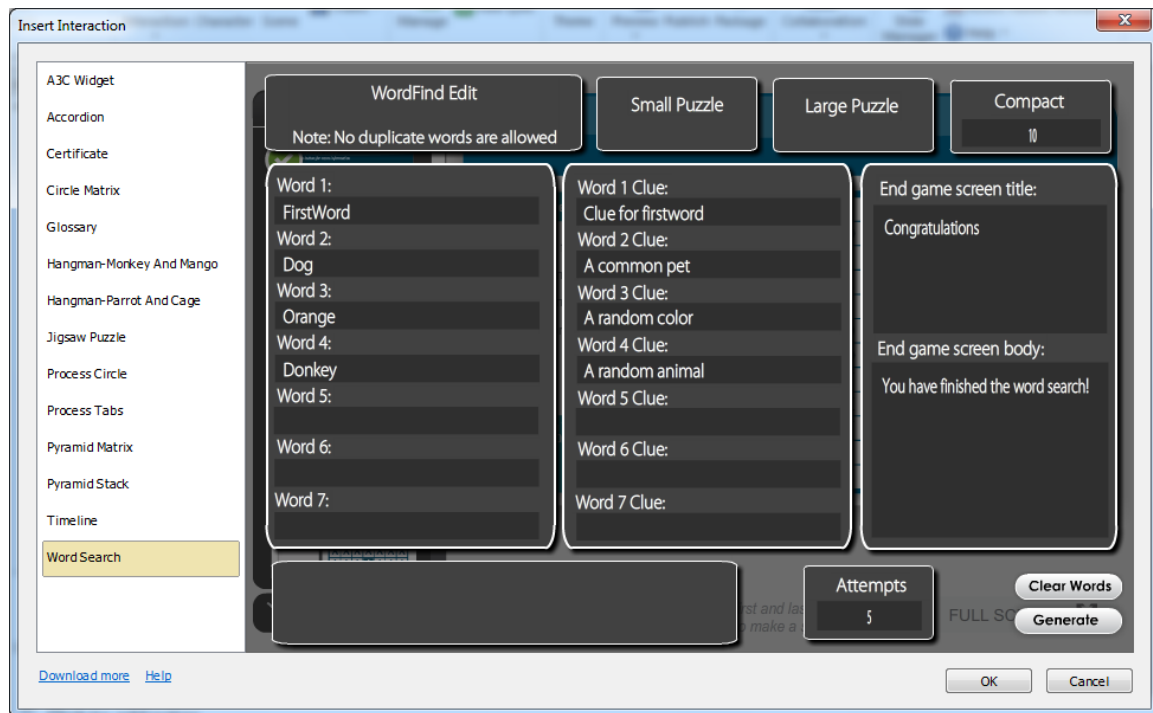 Insert Interaction
A3C Widget
Accordion
Certificate
Circle Matrix
Glossary
Hangman-Monkey And Mango
Hangman-Parrot And Cage
Jigsaw Puzzle
Process Circle
Process Tabs
Pyramid Matrix
Pyramid Stack
Timeline
Word Search
WordFind Edit
Note: No duplicate words are allowed
Small Puzzle
Large Puzzle
Compact
10
Word 1:
FirstWord
Word 2:
Dog
Word 3:
Orange
Word 4:
Donkey
Word 5:
Word 6:
Word 7:
Word 1 Clue:
Clue for firstword
Word 2 Clue:
A common pet
Word 3 Clue:
A random color
Word 4 Clue:
A random animal
Word 5 Clue:
Word 6 Clue:
Word 7 Clue:
End game screen title:
Congratulations
End game screen body:
You have finished the word search!
Attempts
5
Clear Words
Generate
FULL
Download more
Help
OK
Cancel